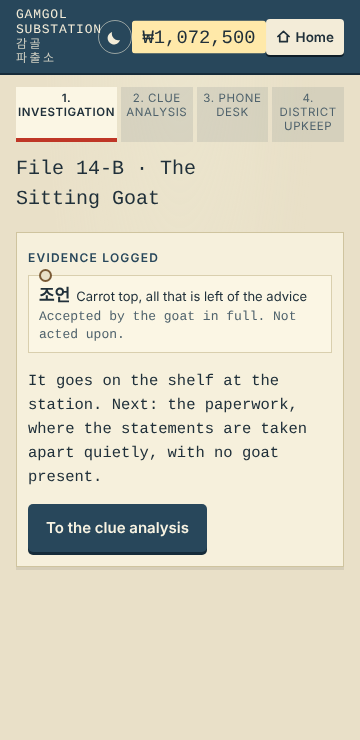 GAMGOL
SUBSTATION
감골
파출소
₩1,072,500
Home
1.
INVESTIGATION
2. CLUE
ANALYSIS
3. PHONE
DESK
4.
DISTRICT
UPKEEP
File 14-B · The
Sitting Goat
EVIDENCE LOGGED
조언 Carrot top, all that is left of the advice
Accepted by the goat in full. Not
acted upon.
It goes on the shelf at the
station. Next: the paperwork,
where the statements are taken
apart quietly, with no goat
present.
To the clue analysis